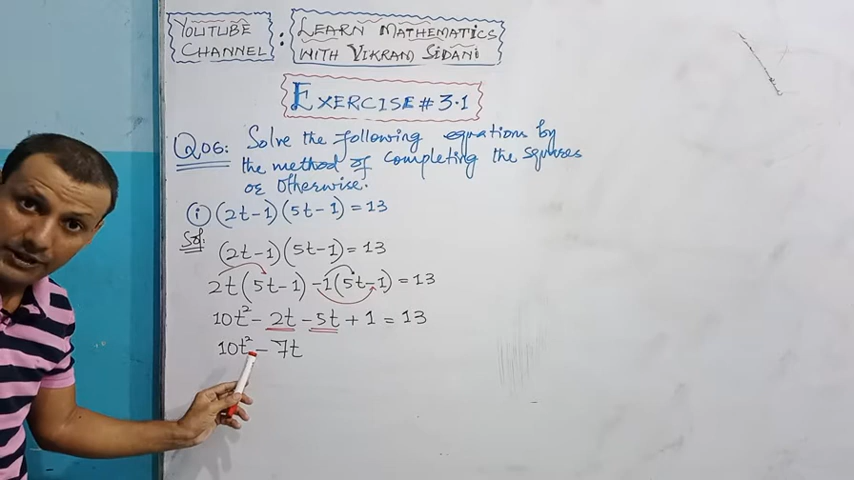 YOUTUBE
CHANNEL :
LEARN MATHEMATICS
WITH VIKRAM SIDANI
EXERCISE # 3.1
Q06: Solve the following equations by
the method of completing the squares
or otherwise.
(i) (2t-1)(5t-1) = 13
Sol: (2t-1)(5t-1) = 13
2t(5t-1) -1(5t-1) = 13
10t² - 2t - 5t + 1 = 13
10t² - 7t